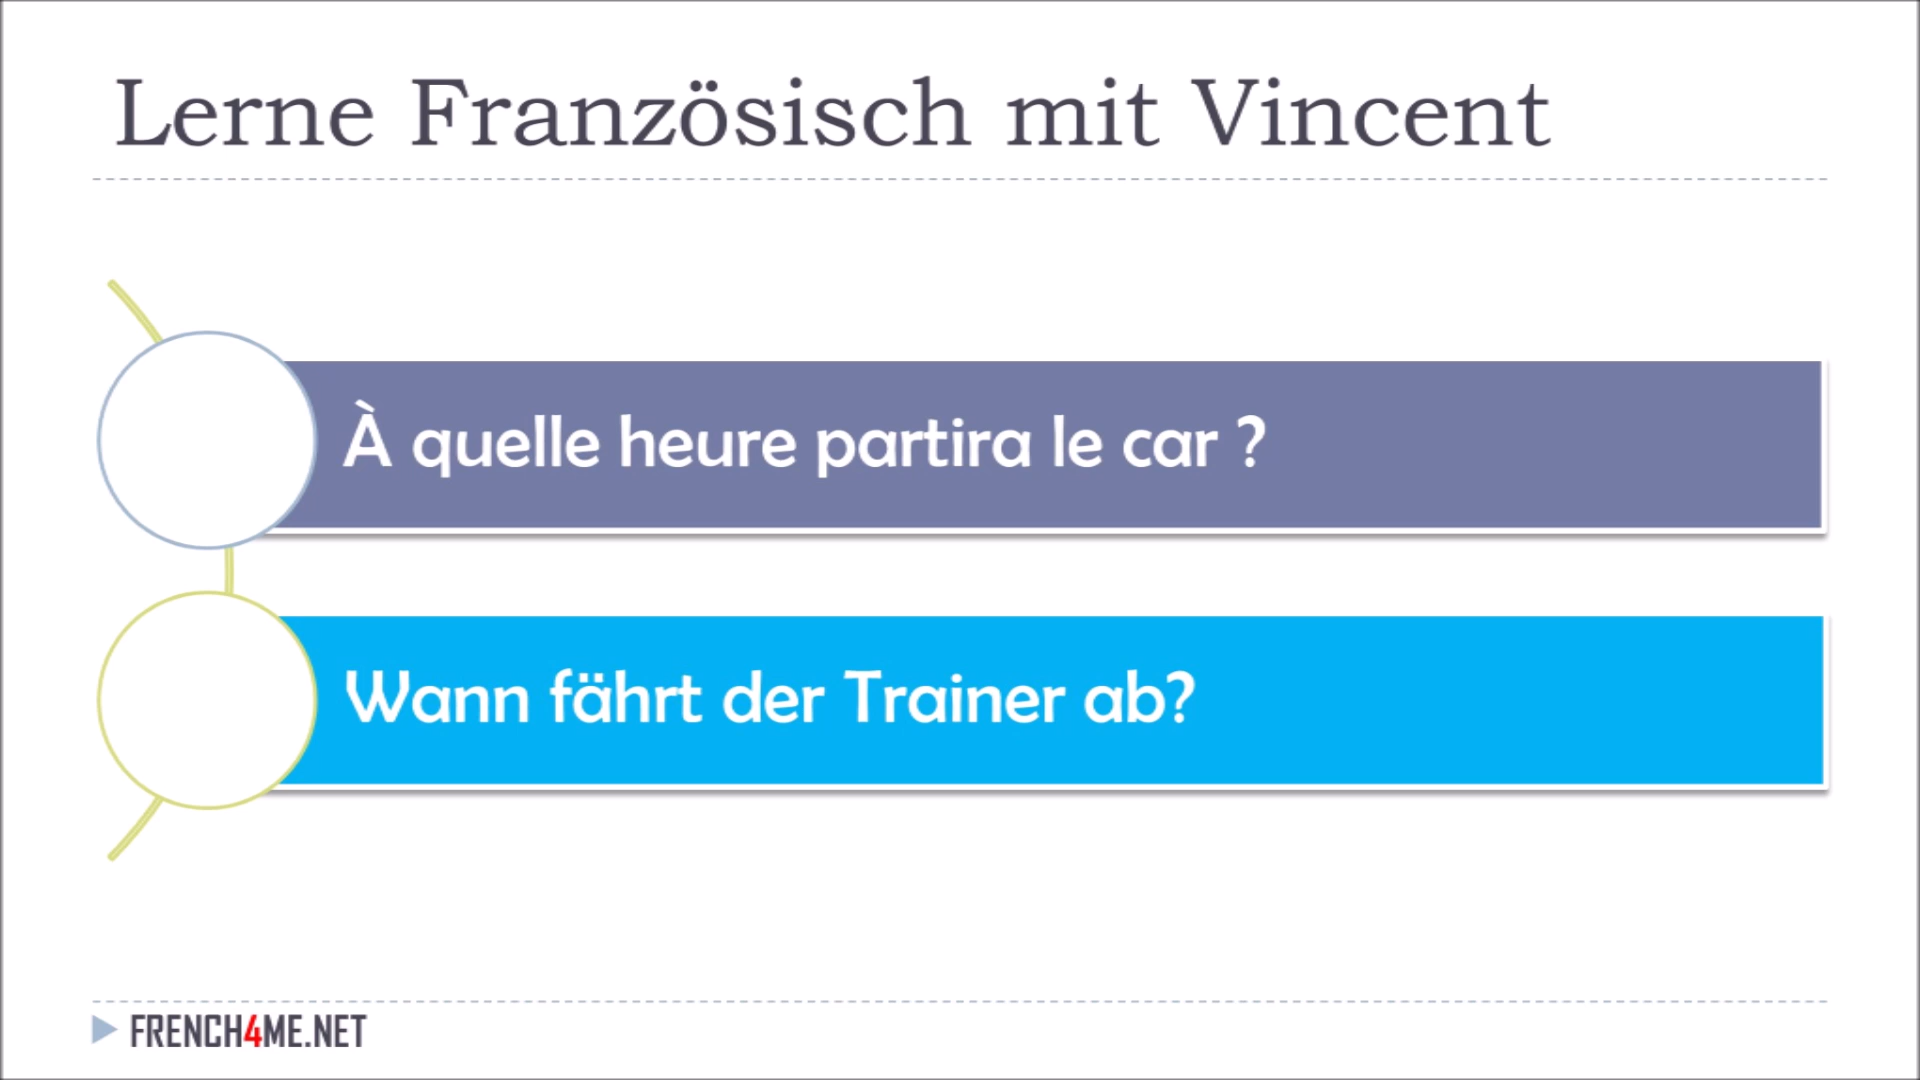 Lerne Französisch mit Vincent
À quelle heure partira le car ?
Wann fährt der Trainer ab?
FRENCH4ME.NET